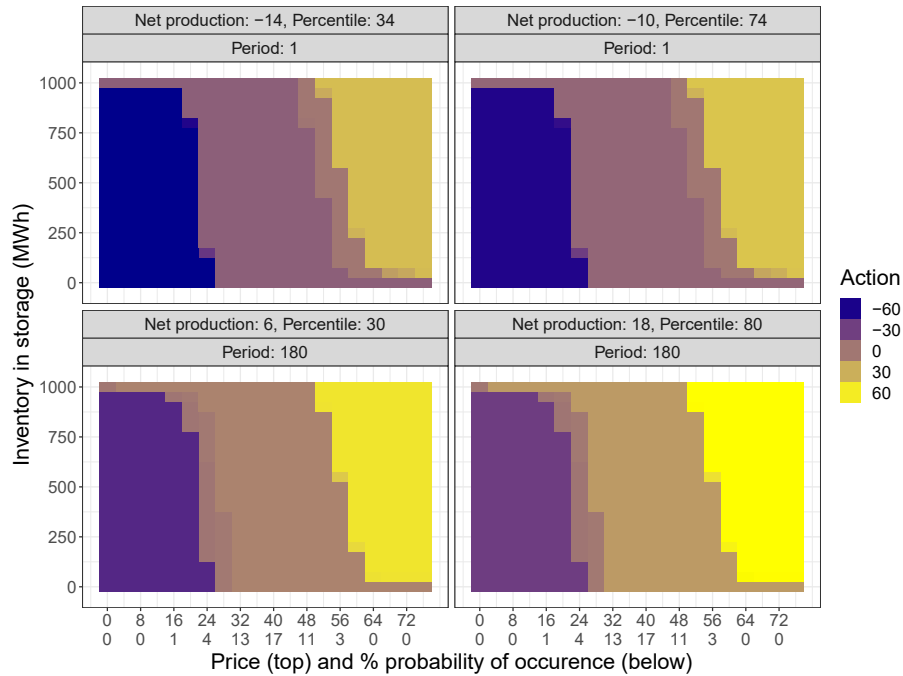 Net production: −14, Percentile: 34
Net production: −10, Percentile: 74
Period: 1
Period: 1
1000
750
500
250
0
Net production: 6, Percentile: 30
Net production: 18, Percentile: 80
Period: 180
Period: 180
1000
750
500
250
0
Inventory in storage (MWh)
0 8 16 24 32 40 48 56 64 72
0 0 1 4 13 17 11 3 0 0
0 8 16 24 32 40 48 56 64 72
0 0 1 4 13 17 11 3 0 0
Price (top) and % probability of occurence (below)
Action
−60
−30
0
30
60